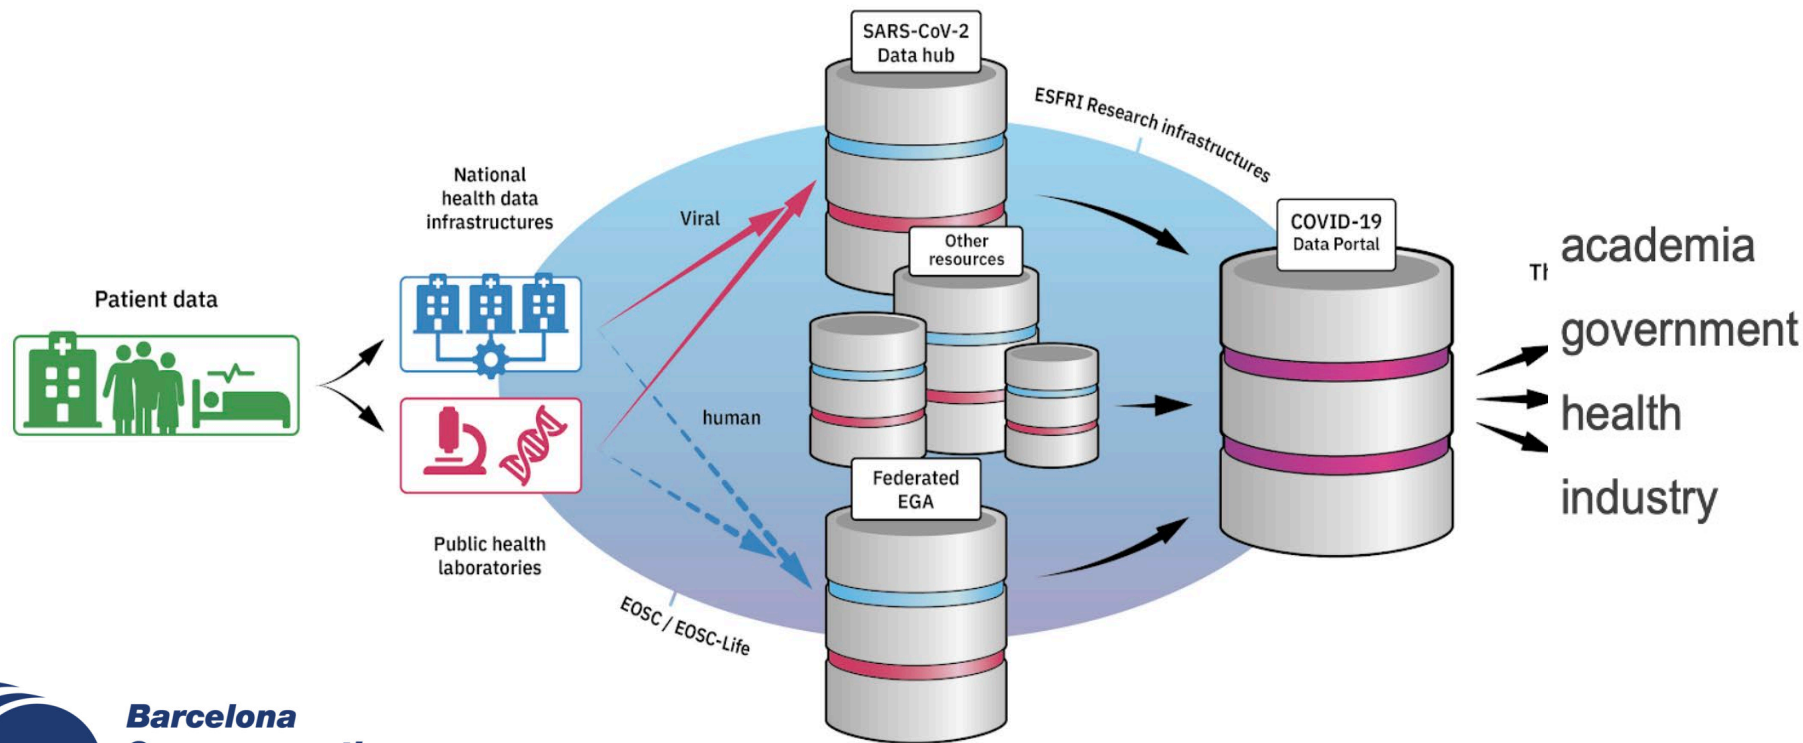 SARS-CoV-2
Data hub
ESFRI Research infrastructures
National
health data
infrastructures
Viral
Other
resources
COVID-19
Data Portal
academia
government
health
industry
Patient data
human
Federated
EGA
Public health
laboratories
EOSC / EOSC-Life
Barcelona